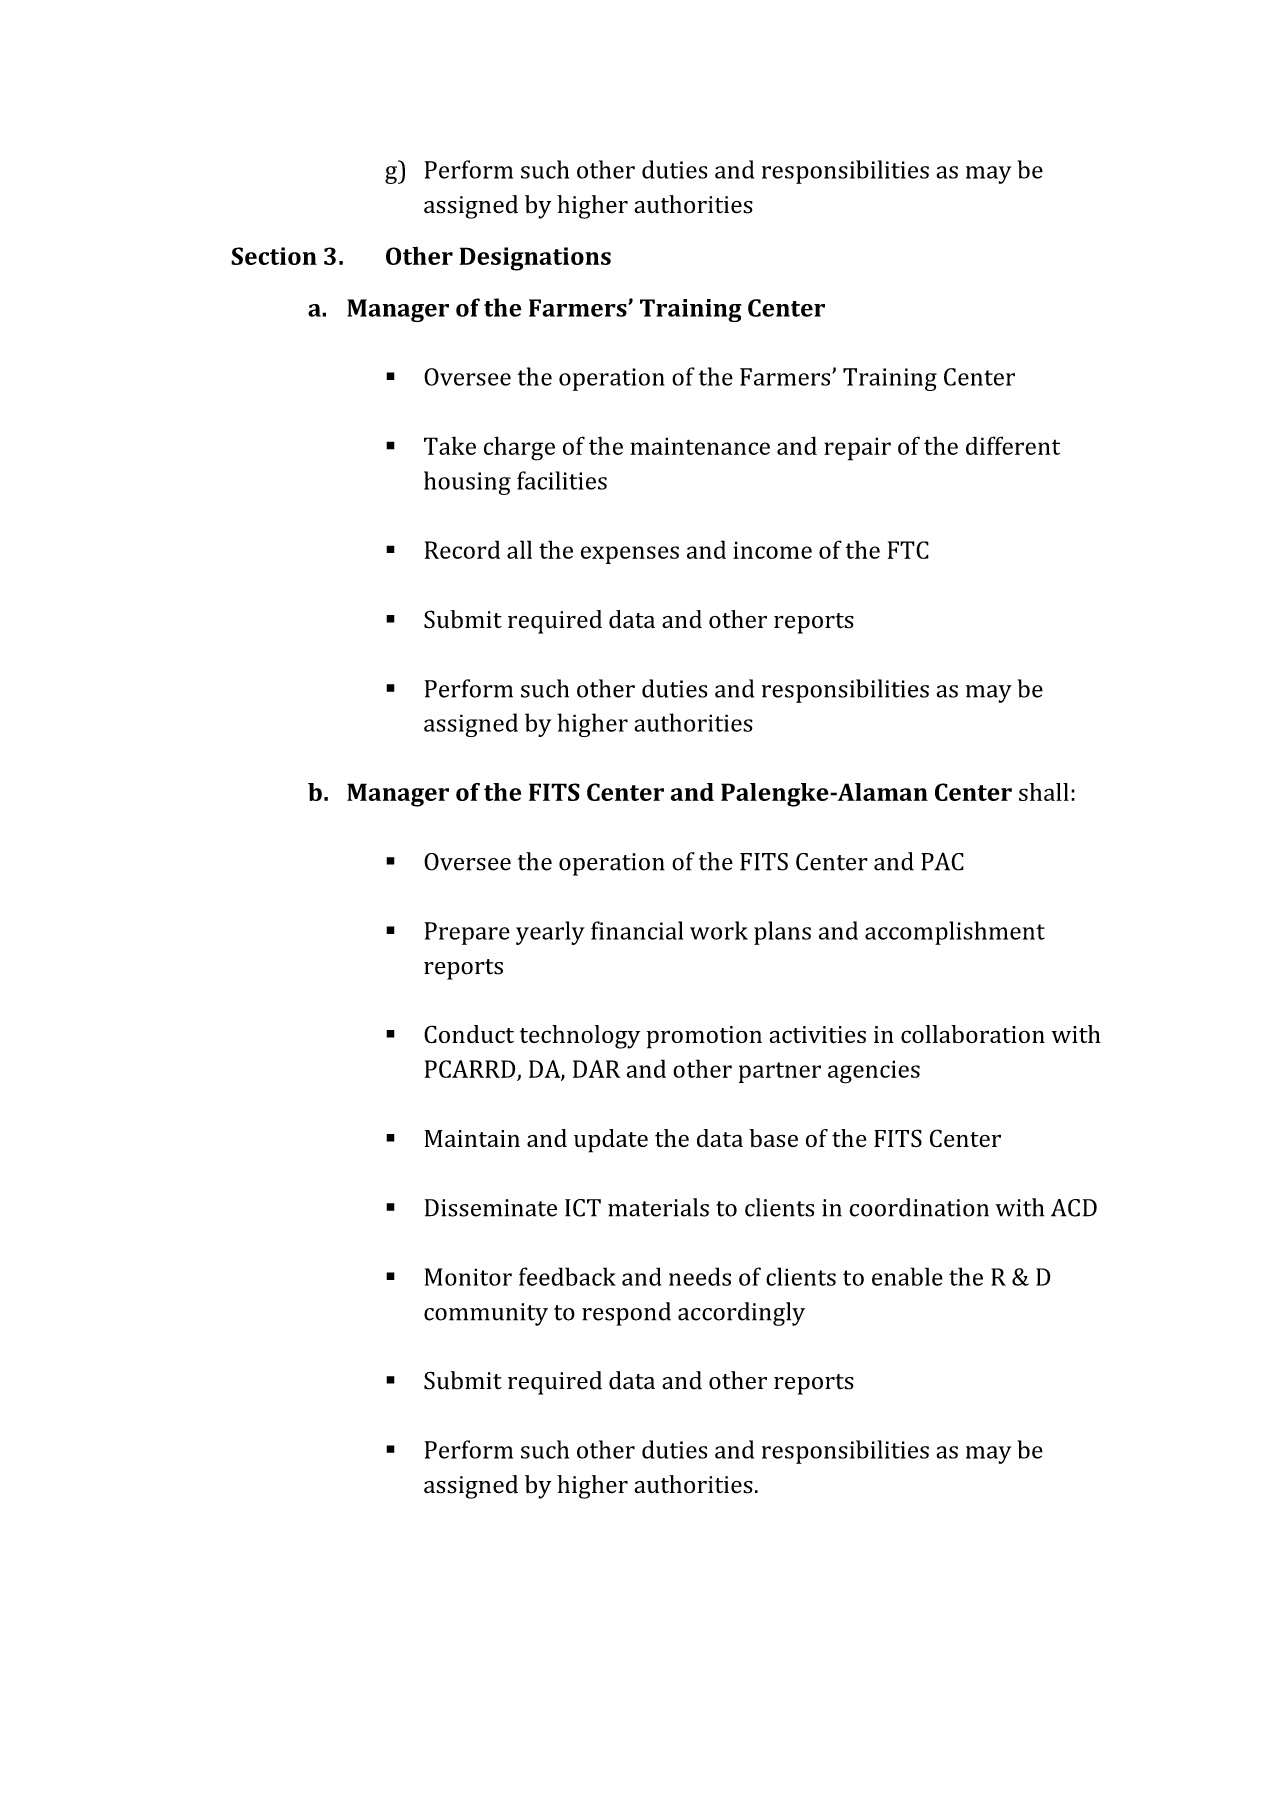 g) Perform such other duties and responsibilities as may be
assigned by higher authorities
Section 3. Other Designations
a. Manager of the Farmers’ Training Center
▪ Oversee the operation of the Farmers’ Training Center
▪ Take charge of the maintenance and repair of the different
housing facilities
▪ Record all the expenses and income of the FTC
▪ Submit required data and other reports
▪ Perform such other duties and responsibilities as may be
assigned by higher authorities
b. Manager of the FITS Center and Palengke-Alaman Center shall:
▪ Oversee the operation of the FITS Center and PAC
▪ Prepare yearly financial work plans and accomplishment
reports
▪ Conduct technology promotion activities in collaboration with
PCARRD, DA, DAR and other partner agencies
▪ Maintain and update the data base of the FITS Center
▪ Disseminate ICT materials to clients in coordination with ACD
▪ Monitor feedback and needs of clients to enable the R & D
community to respond accordingly
▪ Submit required data and other reports
▪ Perform such other duties and responsibilities as may be
assigned by higher authorities.